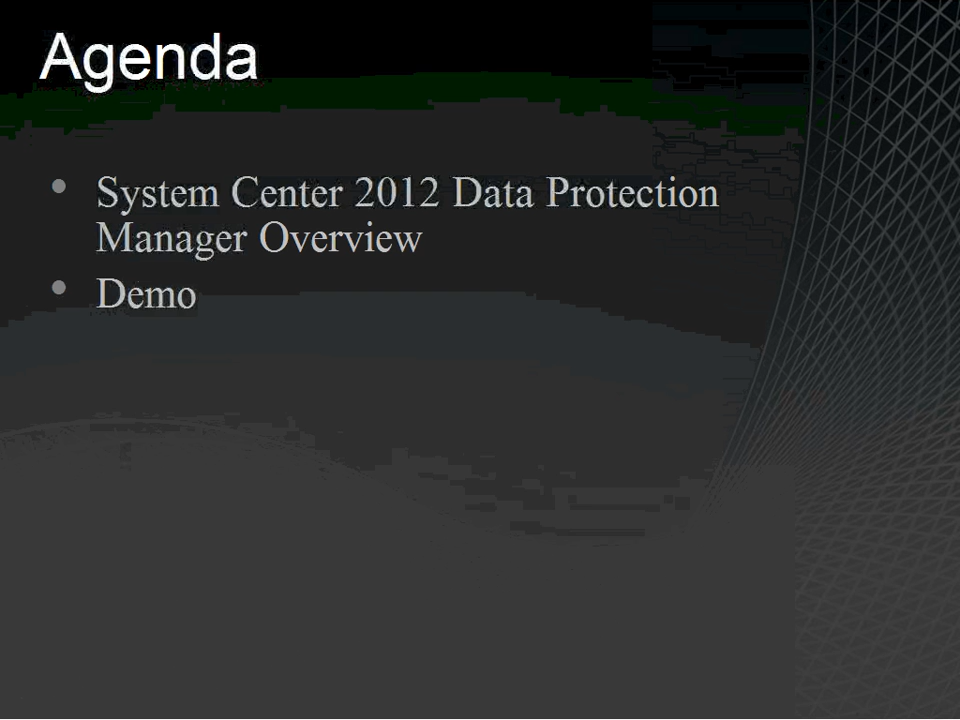 Agenda
• System Center 2012 Data Protection
Manager Overview
• Demo